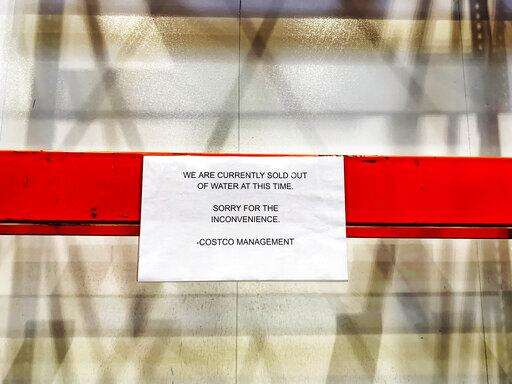 WE ARE CURRENTLY SOLD OUT
OF WATER AT THIS TIME.
SORRY FOR THE
INCONVENIENCE.
-COSTCO MANAGEMENT